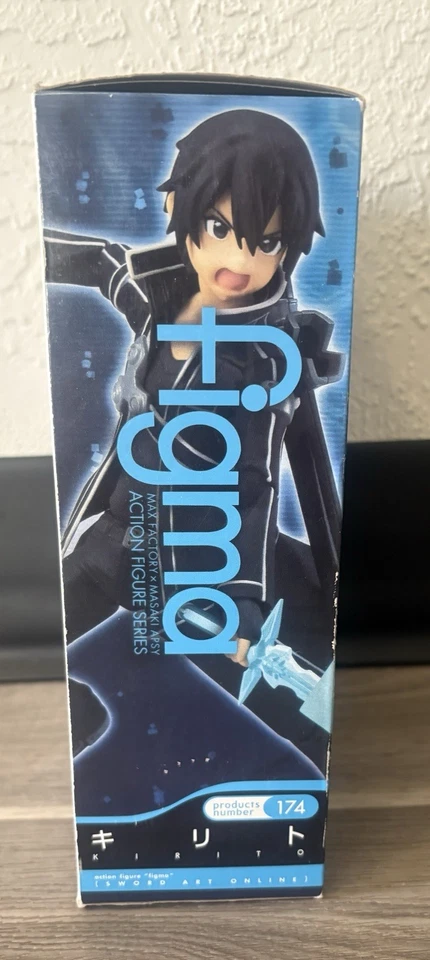 figma
MAX FACTORY × MASAKI APSY
ACTION FIGURE SERIES
products
number 174
キリト
KIRITO
action figure "figma"
[SWORD ART ONLINE]